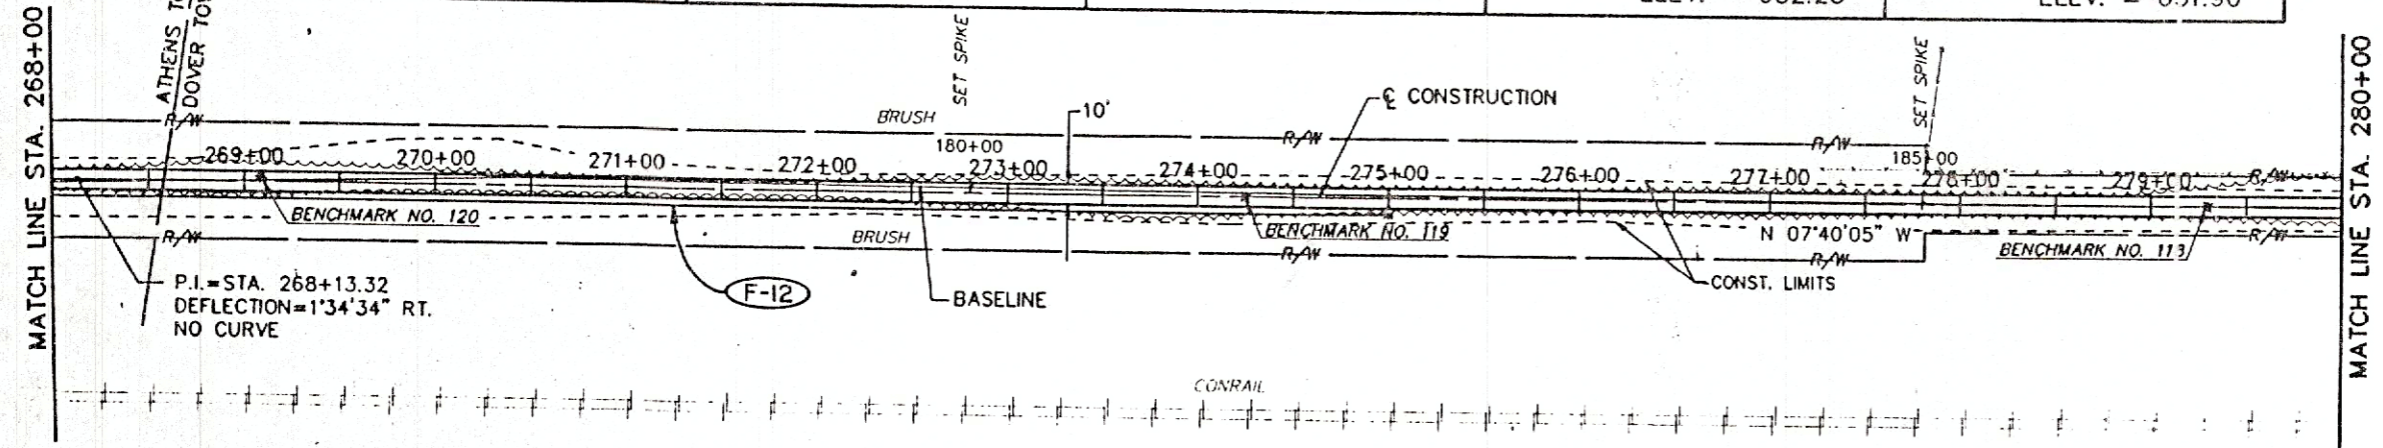 ELEV. = 891.90
MATCH LINE STA. 268+00
ATHENS
DOVER
SET SPIKE
SET SPIKE
MATCH LINE STA. 280+00
℄ CONSTRUCTION
10'
BRUSH
R/W
R/W
R/W
180+00
185+00
269+00
270+00
271+00
272+00
273+00
274+00
275+00
276+00
277+00
278+00
279+00
R/W
BENCHMARK NO. 120
BENCHMARK NO. 119
N 07°40'05" W
BENCHMARK NO. 113
R/W
R/W
BRUSH
R/W
R/W
P.I.=STA. 268+13.32
DEFLECTION=1°34'34" RT.
NO CURVE
F-12
BASELINE
CONST. LIMITS
CONRAIL